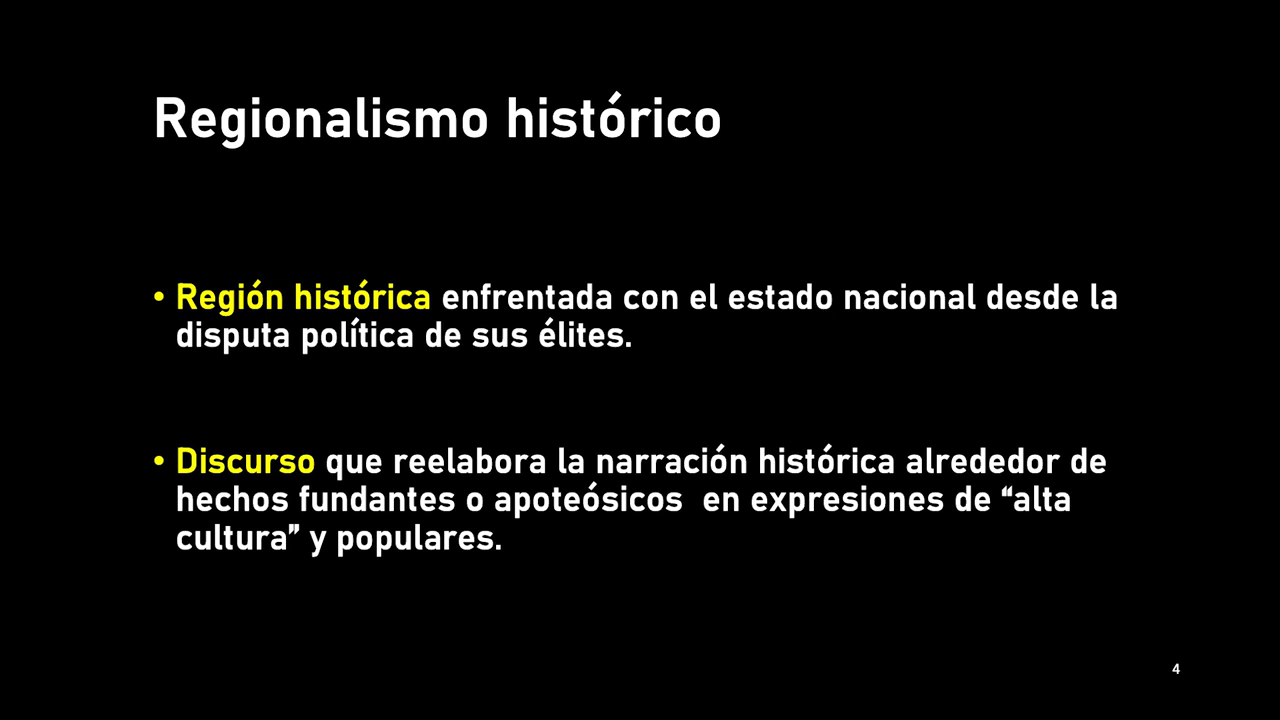 Regionalismo histórico
• Región histórica enfrentada con el estado nacional desde la
disputa política de sus élites.
• Discurso que reelabora la narración histórica alrededor de
hechos fundantes o apoteósicos  en expresiones de “alta
cultura” y populares.
4